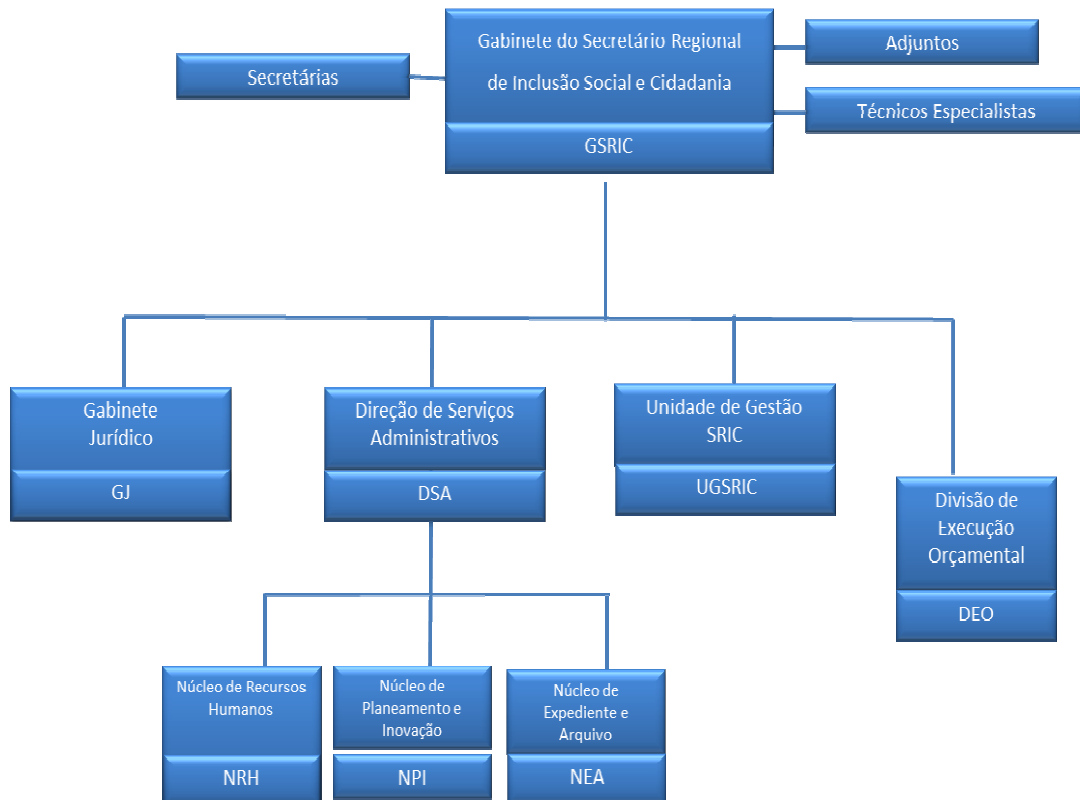 Gabinete do Secretário Regional
de Inclusão Social e Cidadania
GSRIC
Secretárias
Adjuntos
Técnicos Especialistas
Gabinete
Jurídico
GJ
Direção de Serviços
Administrativos
DSA
Unidade de Gestão
SRIC
UGSRIC
Divisão de
Execução
Orçamental
DEO
Núcleo de Recursos
Humanos
NRH
Núcleo de
Planeamento e
Inovação
NPI
Núcleo de
Expediente e
Arquivo
NEA